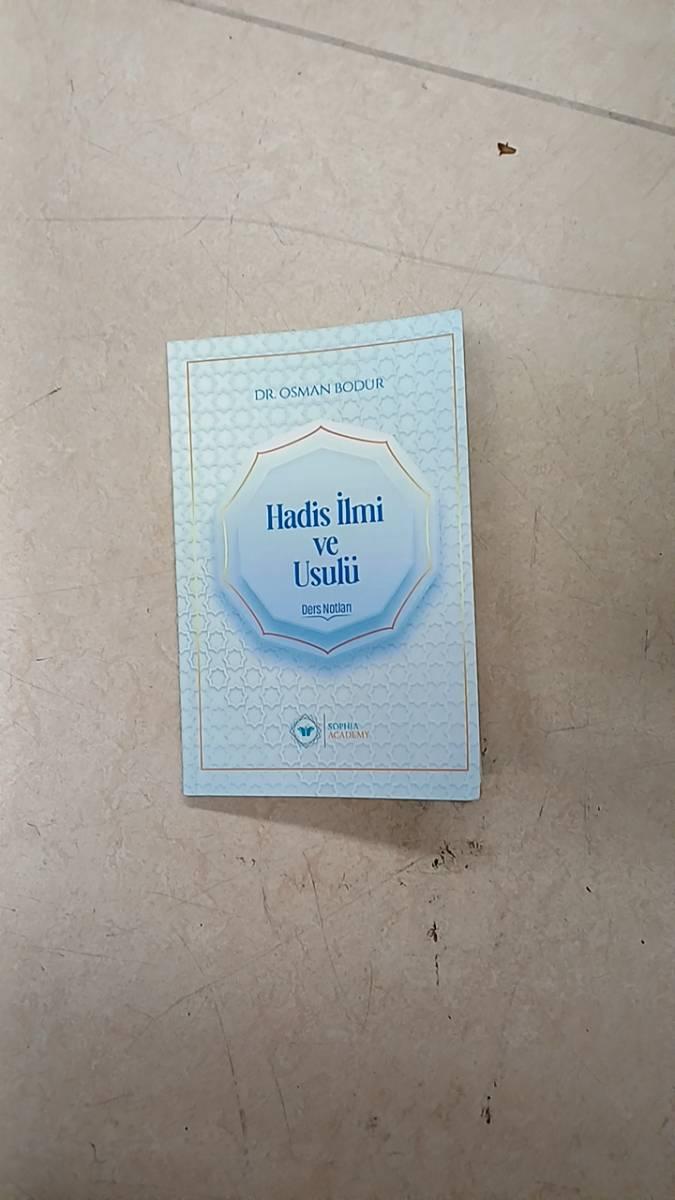 DR. OSMAN BODUR
Hadis İlmi
ve
Usulü
Ders Notları
SOPHIA
ACADEMY